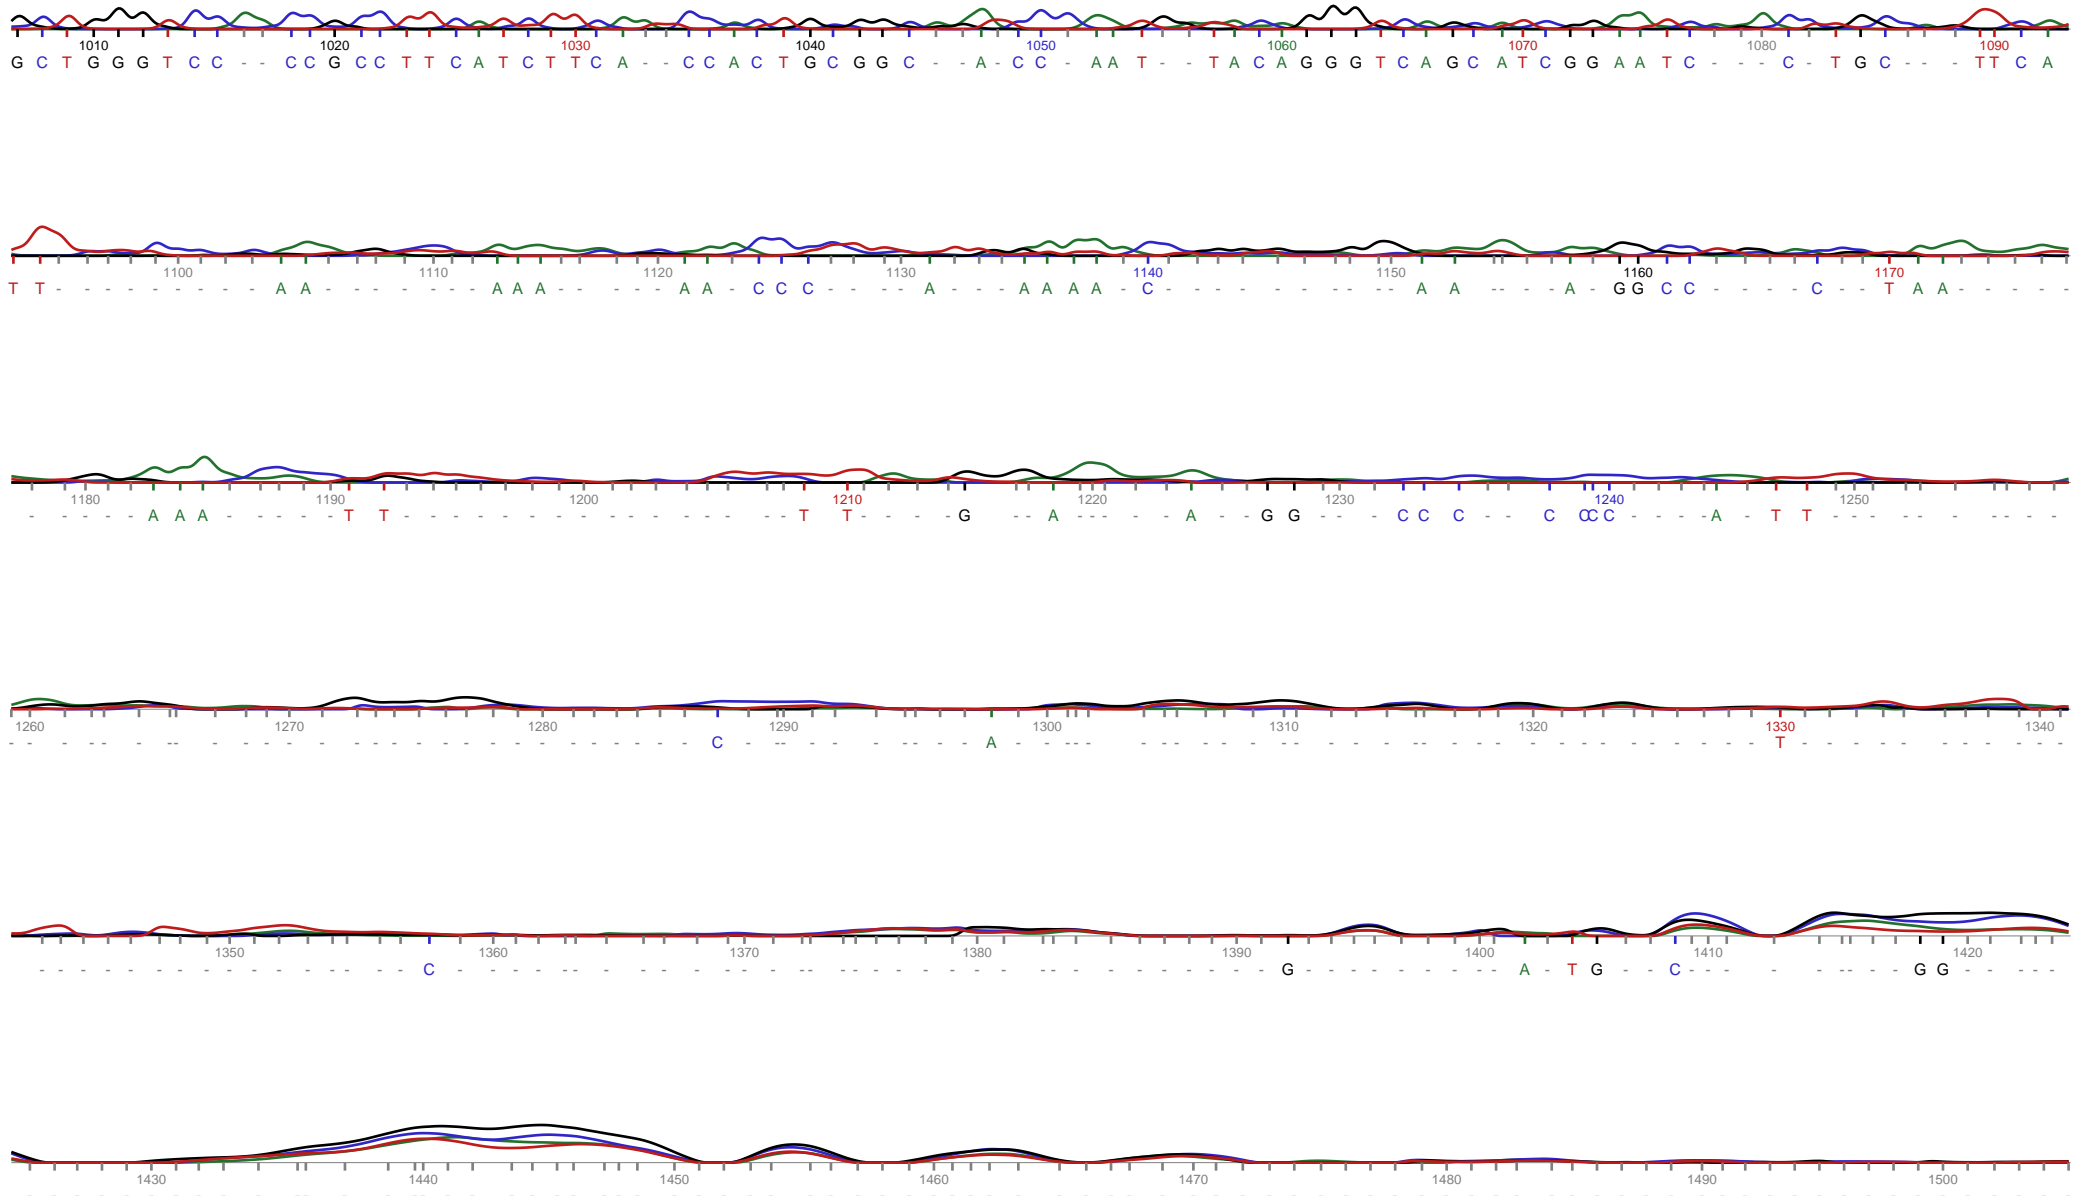 1010 1020 1030 1040 1050 1060 1070 1080 1090
G C T G G G T C C - - C C G C C T T C A T C T T C A - - C C A C T G C G G C - - A - C C - A A T - - T A C A G G G T C A G C A T C G G A A T C - - - C - T G C - - - T T C A
1100 1110 1120 1130 1140 1150 1160 1170
T T - - - - - - - - - A A - - - - - - - A A A - - - - - A A - C C C - - - - A - - - A A A A - C - - - - - - - - - - A A - - - - A - G G C C - - - - C - - T A A - - - - -
1180 1190 1200 1210 1220 1230 1240 1250
- - - - - A A A - - - - - T T - - - - - - - - - - - - - - - - T T - - - - G - - A - - - - - A - - G G - - - C C C - - C C C C - - - - A - T T - - - - - - - - - -
1260 1270 1280 1290 1300 1310 1320 1330 1340
- - - - - - - - - - - - - - - - - - - - - - - - - - - C - - - - - - - - - - A - - - - - - - - - - - - - - - - - - - - - - - - - - - - - - T - - - - - - - - - - -
1350 1360 1370 1380 1390 1400 1410 1420
- - - - - - - - - - - - - - - - C - - - - - - - - - - - - - - - - - - - - - - - - - - - - - - - - - G - - - - - - - - - - A - T G - - C - - - - - - - - - - G G - - - - -
1430 1440 1450 1460 1470 1480 1490 1500